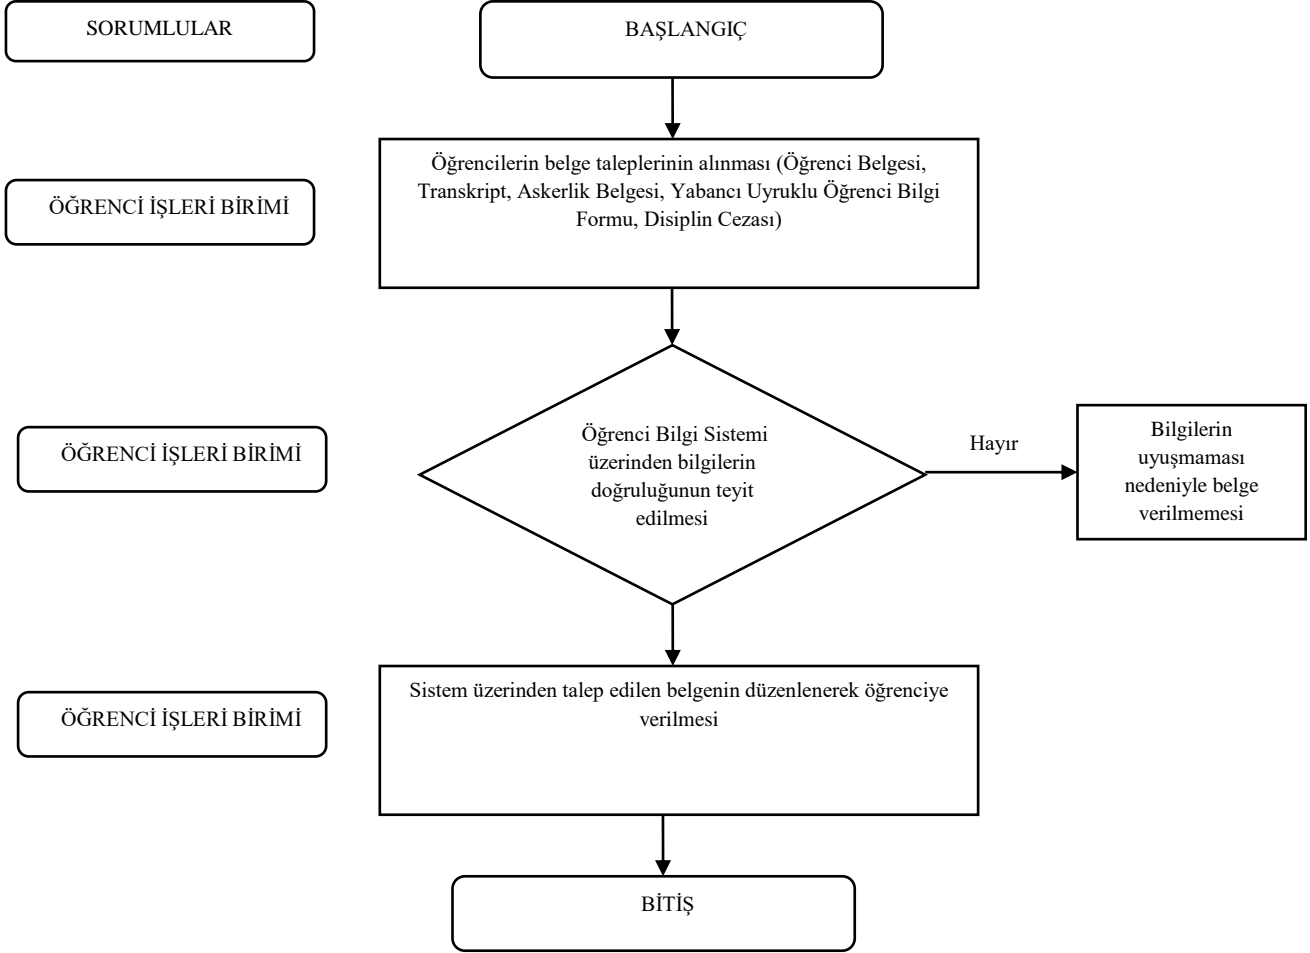 SORUMLULAR
BAŞLANGIÇ
ÖĞRENCİ İŞLERİ BİRİMİ
Öğrencilerin belge taleplerinin alınması (Öğrenci Belgesi,
Transkript, Askerlik Belgesi, Yabancı Uyruklu Öğrenci Bilgi
Formu, Disiplin Cezası)
ÖĞRENCİ İŞLERİ BİRİMİ
Öğrenci Bilgi Sistemi
üzerinden bilgilerin
doğruluğunun teyit
edilmesi
Hayır
Bilgilerin
uyuşmaması
nedeniyle belge
verilmemesi
ÖĞRENCİ İŞLERİ BİRİMİ
Sistem üzerinden talep edilen belgenin düzenlenerek öğrenciye
verilmesi
BİTİŞ